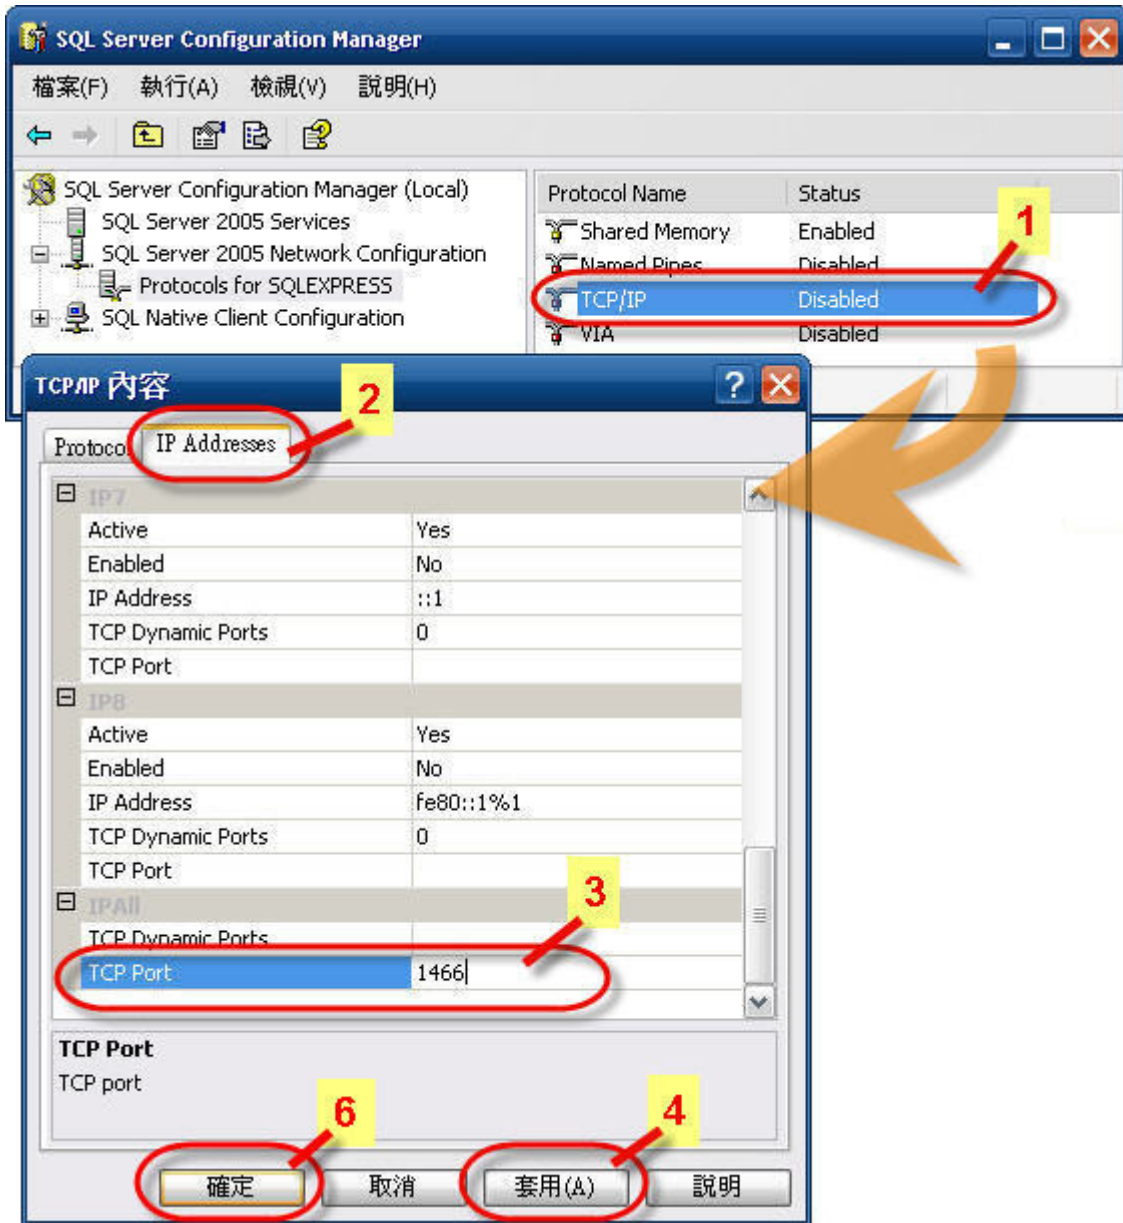 SQL Server Configuration Manager
檔案(F) 執行(A) 檢視(V) 說明(H)
SQL Server Configuration Manager (Local)
SQL Server 2005 Services
SQL Server 2005 Network Configuration
Protocols for SQLEXPRESS
SQL Native Client Configuration
Protocol Name Status
Shared Memory Enabled
Named Pipes Disabled
TCP/IP Disabled
VIA Disabled
1
TCP/IP 內容
2
Protocol IP Addresses
IP7
Active Yes
Enabled No
IP Address ::1
TCP Dynamic Ports 0
TCP Port
IP8
Active Yes
Enabled No
IP Address fe80::1%1
TCP Dynamic Ports 0
TCP Port
3
IPAll
TCP Dynamic Ports
TCP Port 1466
TCP Port
TCP port
6 4
確定 取消 套用(A) 說明